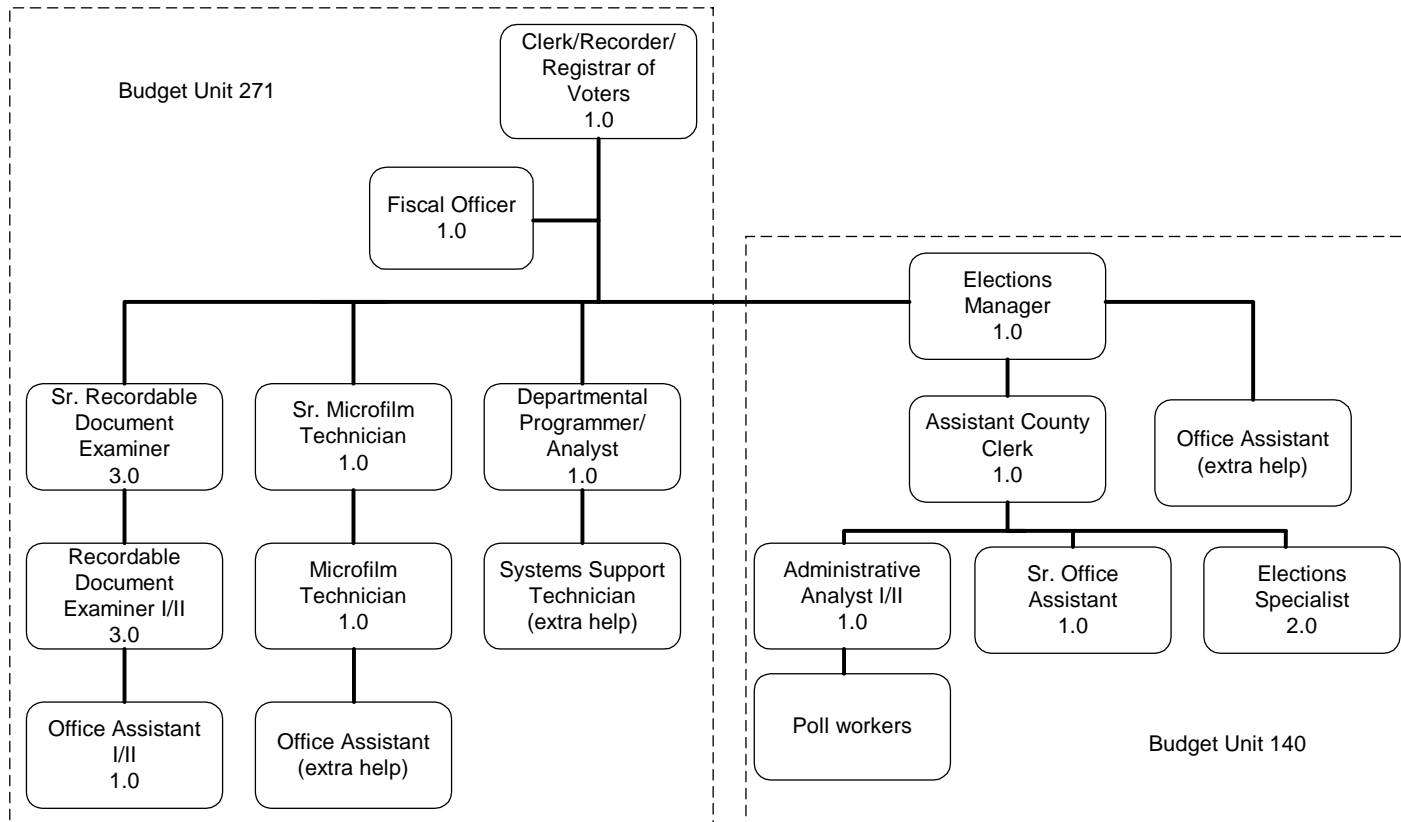 Budget Unit 271
Clerk/Recorder/
Registrar of
Voters
1.0
Fiscal Officer
1.0
Elections
Manager
1.0
Sr. Recordable
Document
Examiner
3.0
Sr. Microfilm
Technician
1.0
Departmental
Programmer/
Analyst
1.0
Assistant County
Clerk
1.0
Office Assistant
(extra help)
Recordable
Document
Examiner I/II
3.0
Microfilm
Technician
1.0
Systems Support
Technician
(extra help)
Administrative
Analyst I/II
1.0
Sr. Office
Assistant
1.0
Elections
Specialist
2.0
Office Assistant
I/II
1.0
Office Assistant
(extra help)
Poll workers
Budget Unit 140